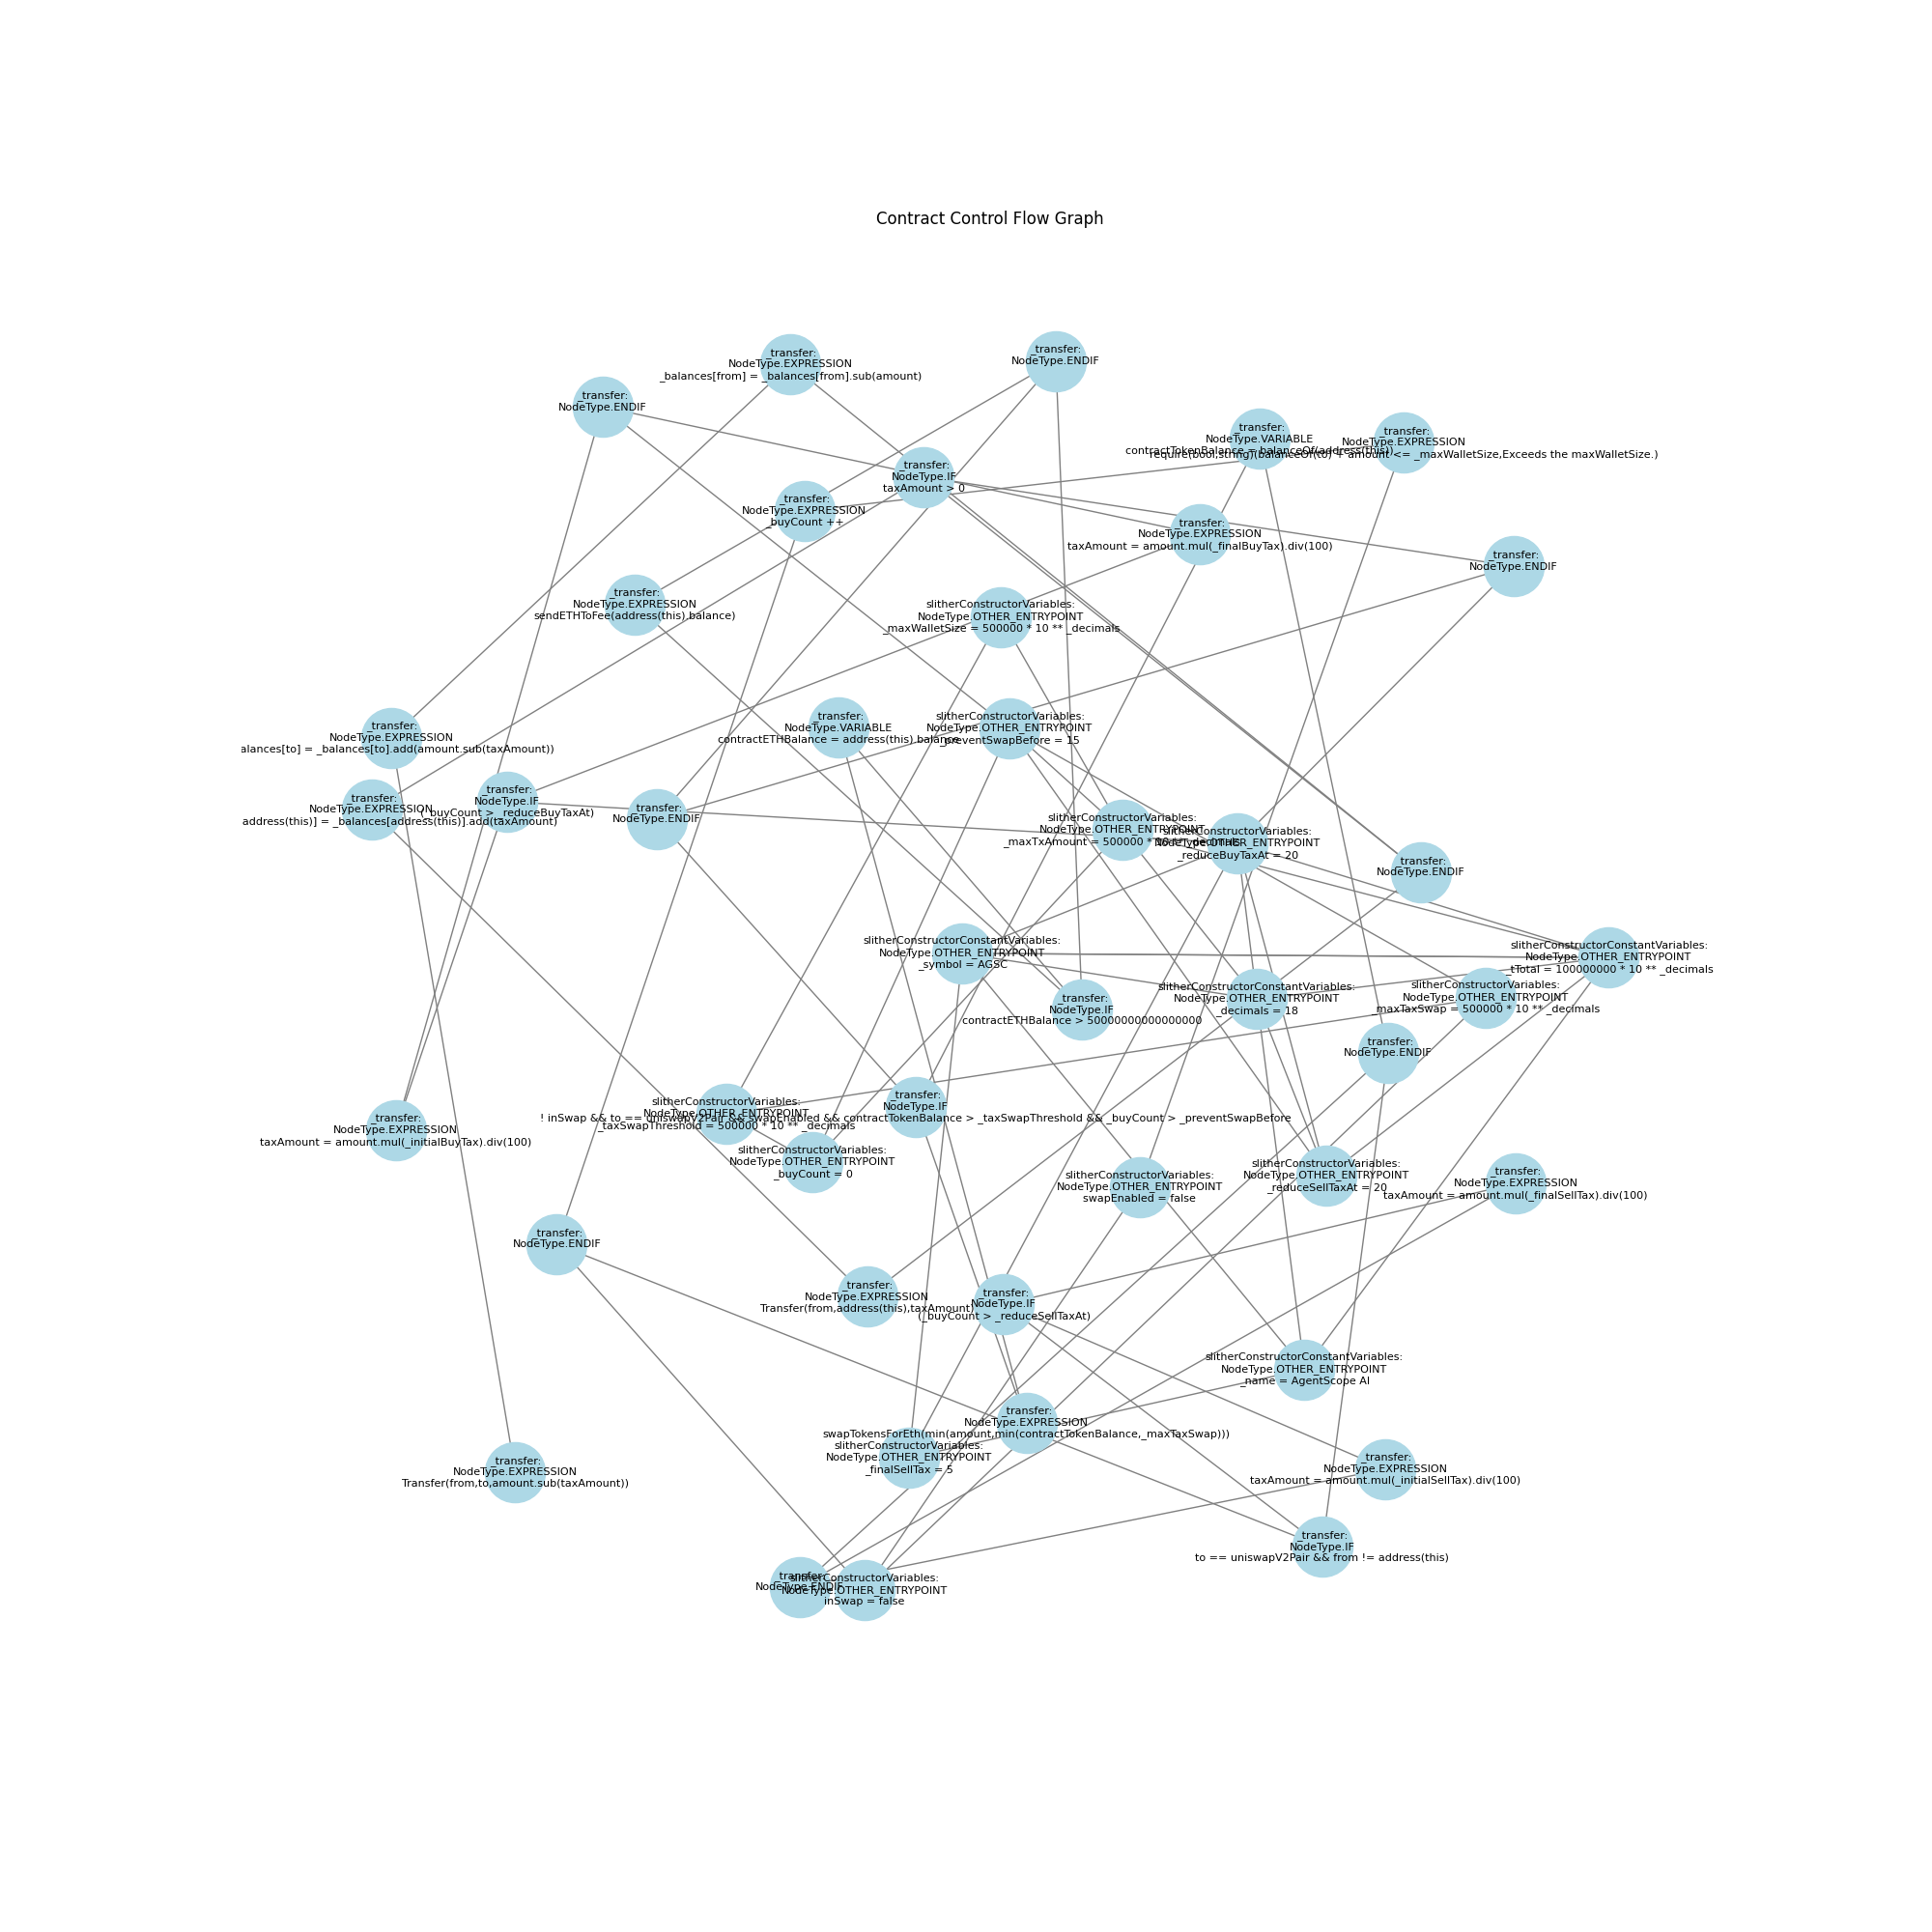 Contract Control Flow Graph
_transfer:
NodeType.ENDIF
_transfer:
NodeType.EXPRESSION
_balances[from] = _balances[from].sub(amount)
_transfer:
NodeType.ENDIF
_transfer:
NodeType.VARIABLE
contractTokenBalance = balanceOf(address(this))
_transfer:
NodeType.EXPRESSION
require(bool,string)(balanceOf(to) + amount <= _maxWalletSize,Exceeds the maxWalletSize.)
_transfer:
NodeType.IF
taxAmount > 0
_transfer:
NodeType.EXPRESSION
_buyCount ++
_transfer:
NodeType.EXPRESSION
taxAmount = amount.mul(_finalBuyTax).div(100)
_transfer:
NodeType.ENDIF
_transfer:
NodeType.EXPRESSION
sendETHToFee(address(this).balance)
slitherConstructorVariables:
NodeType.OTHER_ENTRYPOINT
_maxWalletSize = 500000 * 10 ** _decimals
_transfer:
NodeType.VARIABLE
contractETHBalance = address(this).balance
slitherConstructorVariables:
NodeType.OTHER_ENTRYPOINT
_preventSwapBefore = 15
_transfer:
NodeType.EXPRESSION
alances[to] = _balances[to].add(amount.sub(taxAmount))
_transfer:
NodeType.EXPRESSION
address(this)] = _balances[address(this)].add(taxAmount)
_transfer:
NodeType.IF
(_buyCount > _reduceBuyTaxAt)
_transfer:
NodeType.ENDIF
slitherConstructorVariables:
NodeType.OTHER_ENTRYPOINT
_maxTxAmount = 500000 * 10 ** _decimals
slitherConstructorVariables:
NodeType.OTHER_ENTRYPOINT
_reduceBuyTaxAt = 20
_transfer:
NodeType.ENDIF
slitherConstructorConstantVariables:
NodeType.OTHER_ENTRYPOINT
_symbol = AGSC
slitherConstructorConstantVariables:
NodeType.OTHER_ENTRYPOINT
_tTotal = 100000000 * 10 ** _decimals
slitherConstructorVariables:
NodeType.OTHER_ENTRYPOINT
_maxTaxSwap = 500000 * 10 ** _decimals
slitherConstructorConstantVariables:
NodeType.OTHER_ENTRYPOINT
_decimals = 18
_transfer:
NodeType.IF
contractETHBalance > 50000000000000000
_transfer:
NodeType.ENDIF
slitherConstructorVariables:
NodeType.OTHER_ENTRYPOINT
_taxSwapThreshold = 500000 * 10 ** _decimals
_transfer:
NodeType.IF
! inSwap && to == uniswapV2Pair && swapEnabled && contractTokenBalance > _taxSwapThreshold && _buyCount > _preventSwapBefore
_transfer:
NodeType.EXPRESSION
taxAmount = amount.mul(_initialBuyTax).div(100)
slitherConstructorVariables:
NodeType.OTHER_ENTRYPOINT
_buyCount = 0
slitherConstructorVariables:
NodeType.OTHER_ENTRYPOINT
swapEnabled = false
slitherConstructorVariables:
NodeType.OTHER_ENTRYPOINT
_reduceSellTaxAt = 20
_transfer:
NodeType.EXPRESSION
taxAmount = amount.mul(_finalSellTax).div(100)
_transfer:
NodeType.ENDIF
_transfer:
NodeType.EXPRESSION
Transfer(from,address(this),taxAmount)
_transfer:
NodeType.IF
(_buyCount > _reduceSellTaxAt)
slitherConstructorConstantVariables:
NodeType.OTHER_ENTRYPOINT
_name = AgentScope AI
_transfer:
NodeType.EXPRESSION
swapTokensForEth(min(amount,min(contractTokenBalance,_maxTaxSwap)))
slitherConstructorVariables:
NodeType.OTHER_ENTRYPOINT
_finalSellTax = 5
_transfer:
NodeType.EXPRESSION
Transfer(from,to,amount.sub(taxAmount))
_transfer:
NodeType.EXPRESSION
taxAmount = amount.mul(_initialSellTax).div(100)
_transfer:
NodeType.IF
to == uniswapV2Pair && from != address(this)
_transfer:
NodeType.ENDIF
slitherConstructorVariables:
NodeType.OTHER_ENTRYPOINT
inSwap = false